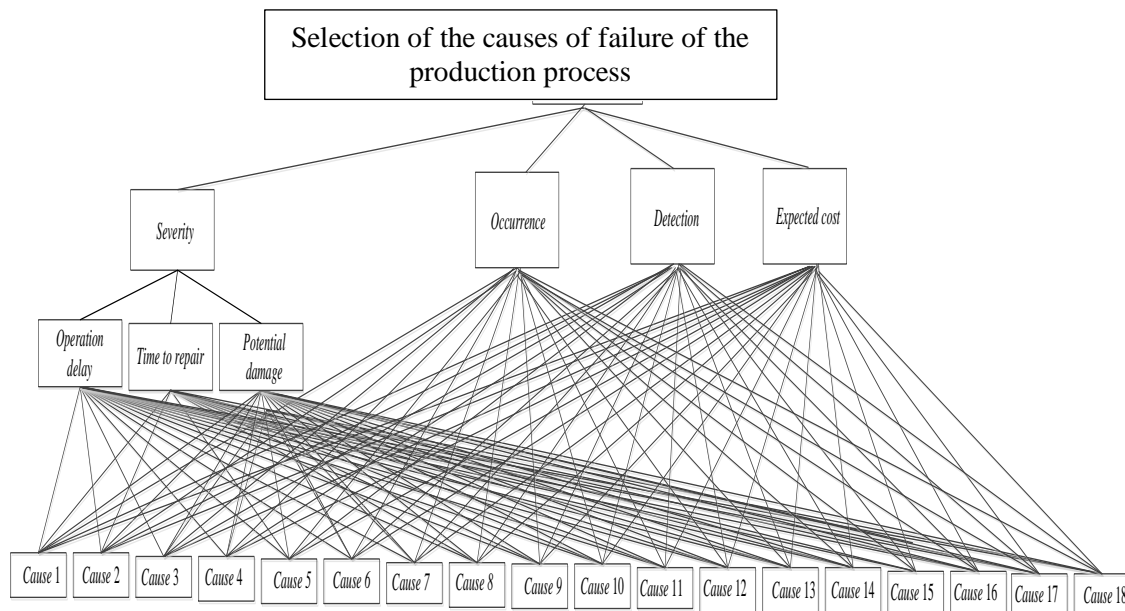 Selection of the causes of failure of the
production process
Severity
Occurrence
Detection
Expected cost
Operation
delay
Time to repair
Potential
damage
Cause 1
Cause 2
Cause 3
Cause 4
Cause 5
Cause 6
Cause 7
Cause 8
Cause 9
Cause 10
Cause 11
Cause 12
Cause 13
Cause 14
Cause 15
Cause 16
Cause 17
Cause 18